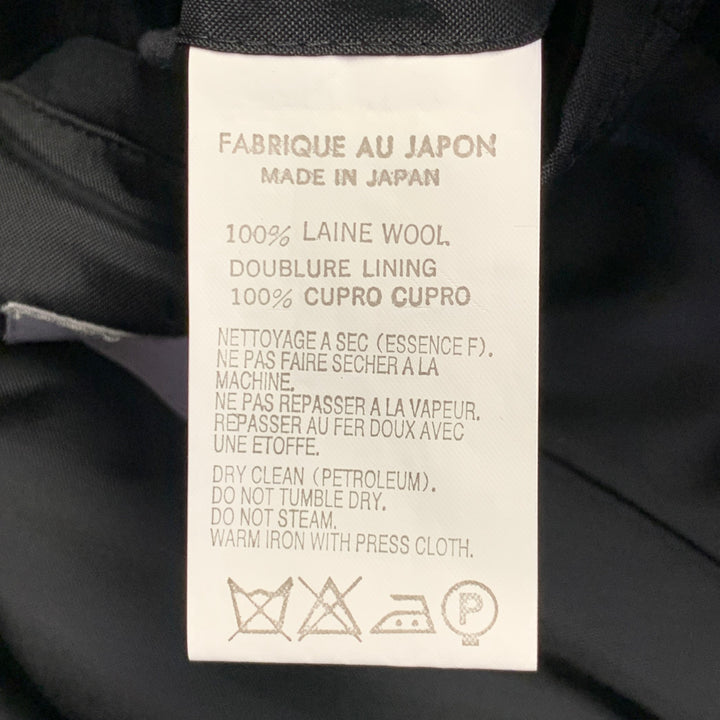 FABRIQUE AU JAPON
MADE IN JAPAN
100% LAINE WOOL
DOUBLURE LINING
100% CUPRO CUPRO
NETTOYAGE A SEC (ESSENCE F).
NE PAS FAIRE SECHER A LA
MACHINE.
NE PAS REPASSER A LA VAPEUR.
REPASSER AU FER DOUX AVEC
UNE ETOFFE.
DRY CLEAN (PETROLEUM).
DO NOT TUMBLE DRY.
DO NOT STEAM.
WARM IRON WITH PRESS CLOTH.
P